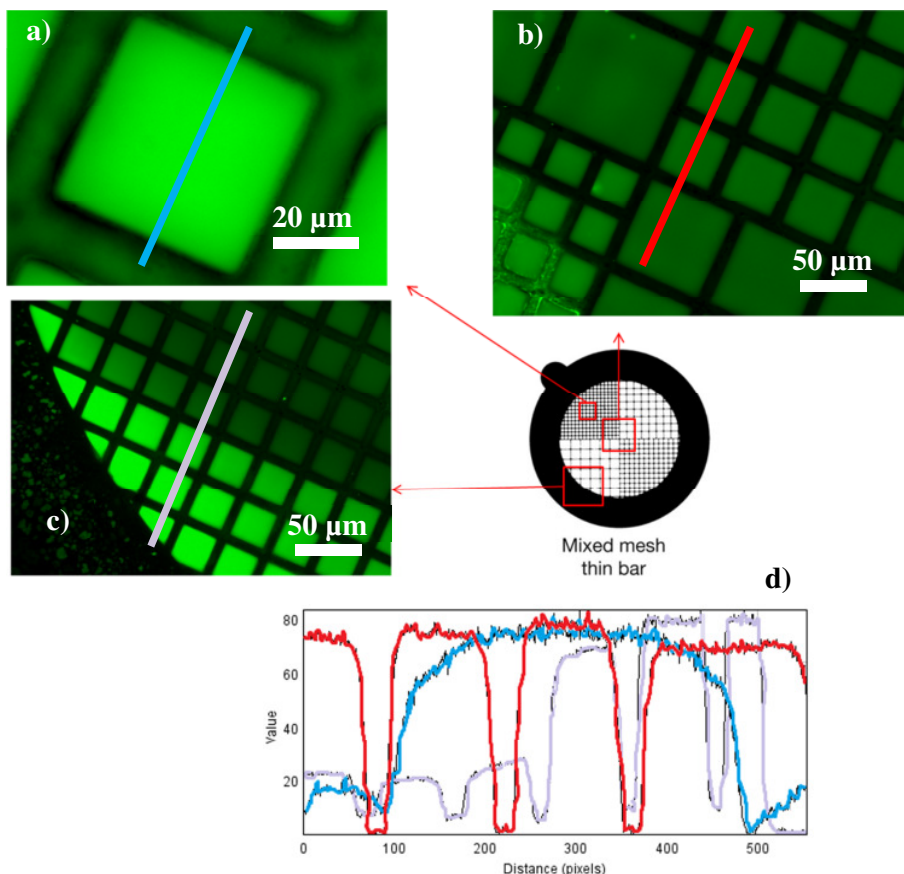 a)
20 µm
b)
50 µm
c)
50 µm
Mixed mesh
thin bar
d)
80
60
40
20
Value
0
100
200
300
400
500
Distance (pixels)